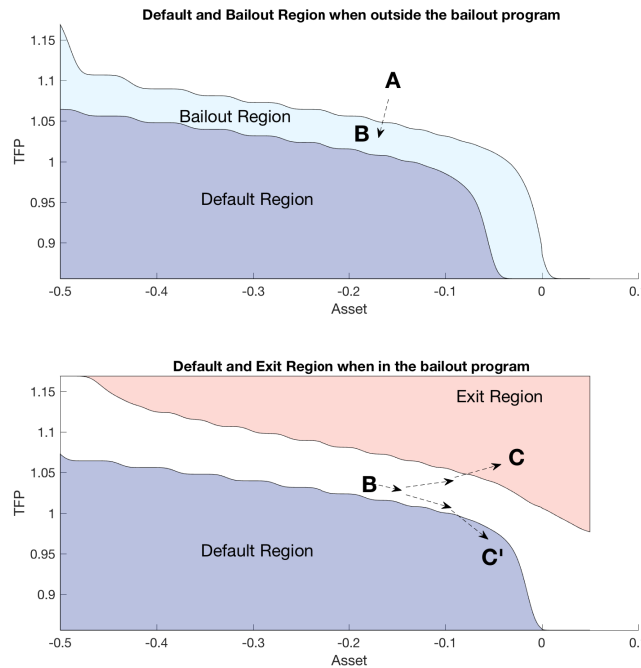 Default and Bailout Region when outside the bailout program
1.15
1.1
1.05
1
0.95
0.9
TFP
A
Bailout Region
B
Default Region
-0.5 -0.4 -0.3 -0.2 -0.1 0 0.
Asset
Default and Exit Region when in the bailout program
1.15
1.1
1.05
1
0.95
0.9
TFP
Exit Region
C
B
Default Region
C'
-0.5 -0.4 -0.3 -0.2 -0.1 0 0.
Asset